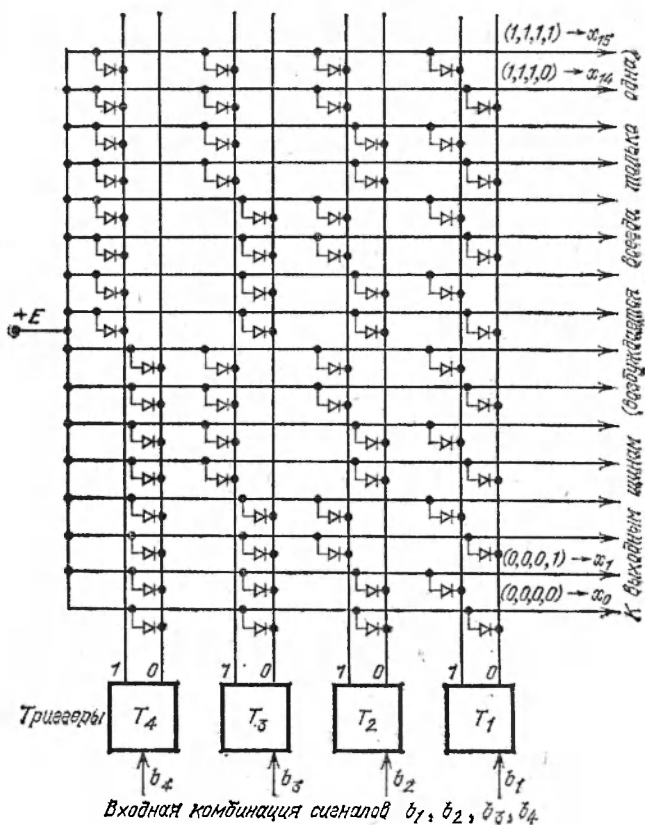 (1,1,1,1) → x₁₅
(1,1,1,0) → x₁₄
+E
(0,0,0,1) → x₁
(0,0,0,0) → x₀
К выходным шинам (возбуждается всегда только одна)
1 0 1 0 1 0 1 0
Триггеры T₄ T₃ T₂ T₁
b₄ b₃ b₂ b₁
Входная комбинация сигналов b₁, b₂, b₃, b₄